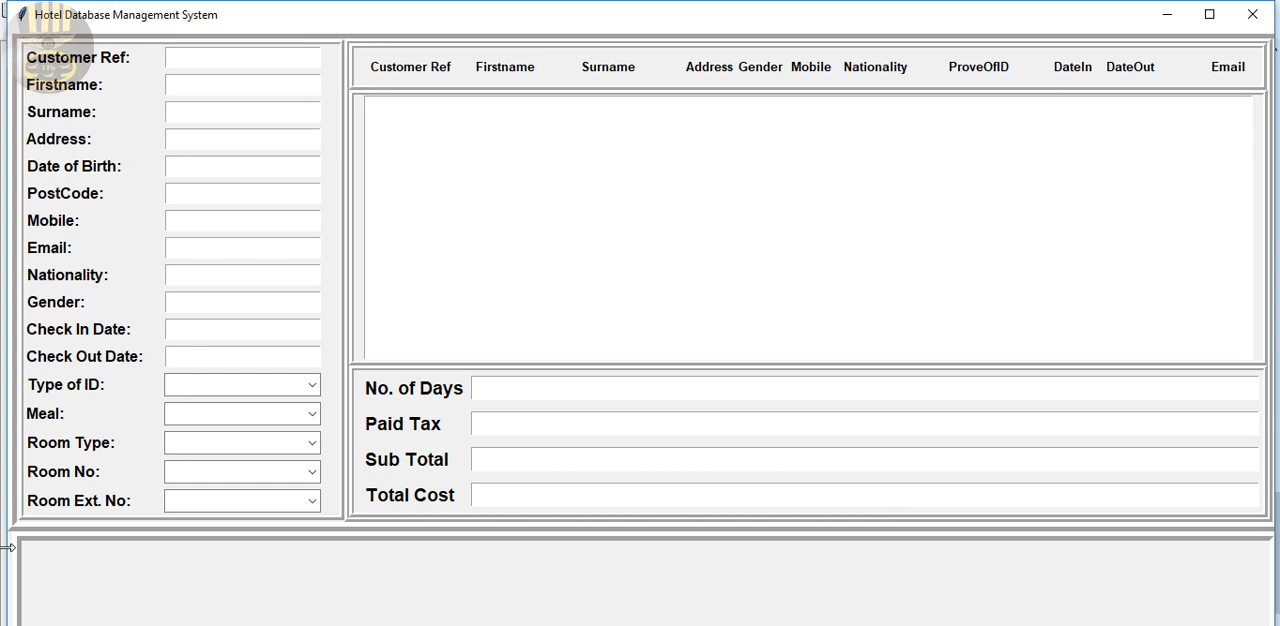 Hotel Database Management System
Customer Ref:
Firstname:
Surname:
Address:
Date of Birth:
PostCode:
Mobile:
Email:
Nationality:
Gender:
Check In Date:
Check Out Date:
Type of ID:
Meal:
Room Type:
Room No:
Room Ext. No:
Customer Ref Firstname Surname Address Gender Mobile Nationality ProveOfID DateIn DateOut Email
No. of Days
Paid Tax
Sub Total
Total Cost